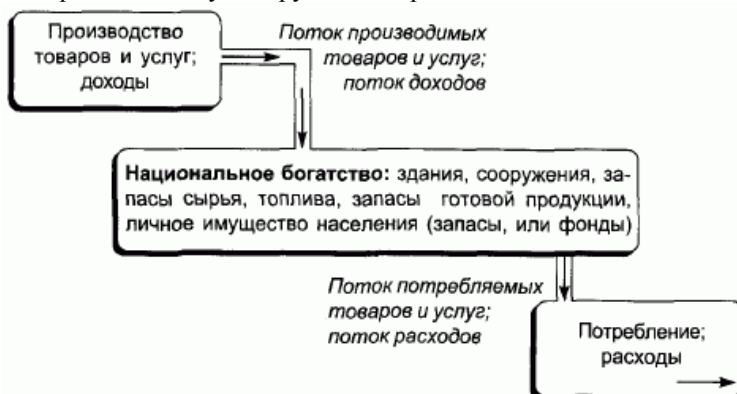 Производство
товаров и услуг;
доходы
Поток производимых
товаров и услуг;
поток доходов
Национальное богатство: здания, сооружения, за-
пасы сырья, топлива, запасы готовой продукции,
личное имущество населения (запасы, или фонды)
Поток потребляемых
товаров и услуг;
поток расходов
Потребление;
расходы